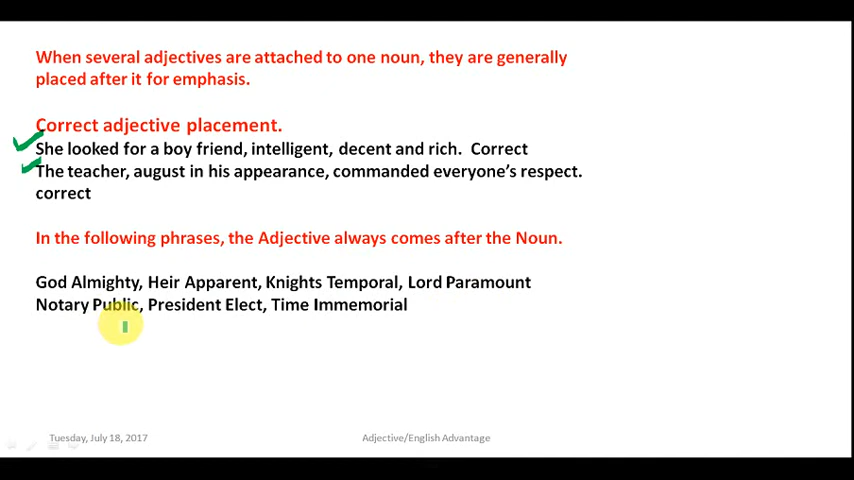 When several adjectives are attached to one noun, they are generally
placed after it for emphasis.
Correct adjective placement.
She looked for a boy friend, intelligent, decent and rich.  Correct
The teacher, august in his appearance, commanded everyone's respect.
correct
In the following phrases, the Adjective always comes after the Noun.
God Almighty, Heir Apparent, Knights Temporal, Lord Paramount
Notary Public, President Elect, Time Immemorial
Tuesday, July 18, 2017
Adjective/English Advantage